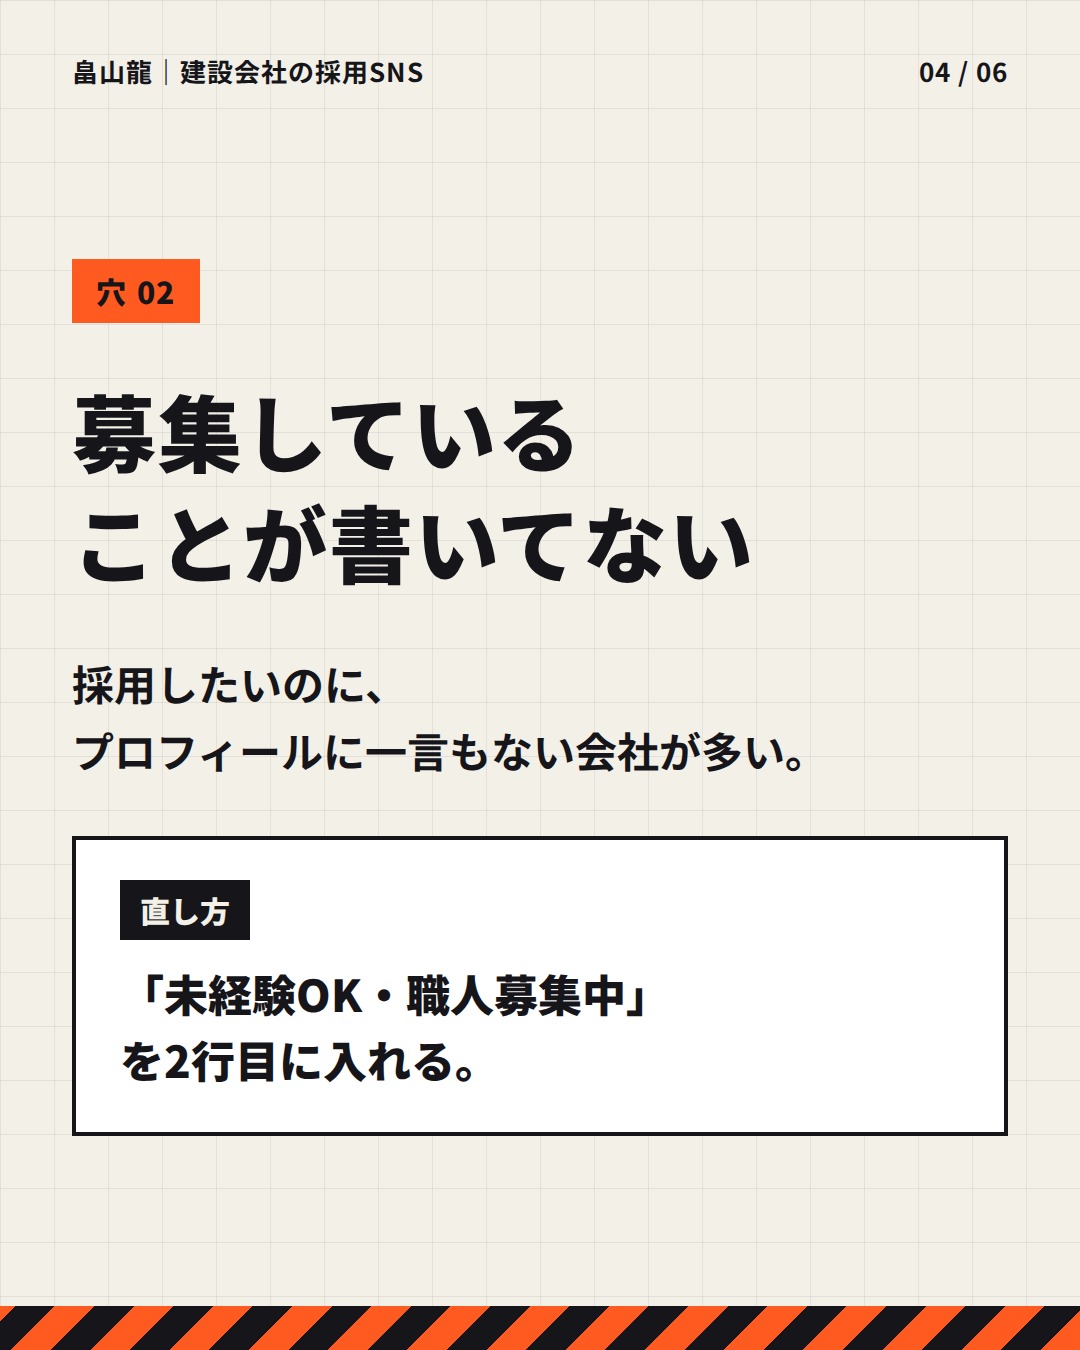 畠山龍｜建設会社の採用SNS
04 / 06
穴 02
募集している
ことが書いてない
採用したいのに、
プロフィールに一言もない会社が多い。
直し方
「未経験OK・職人募集中」
を2行目に入れる。